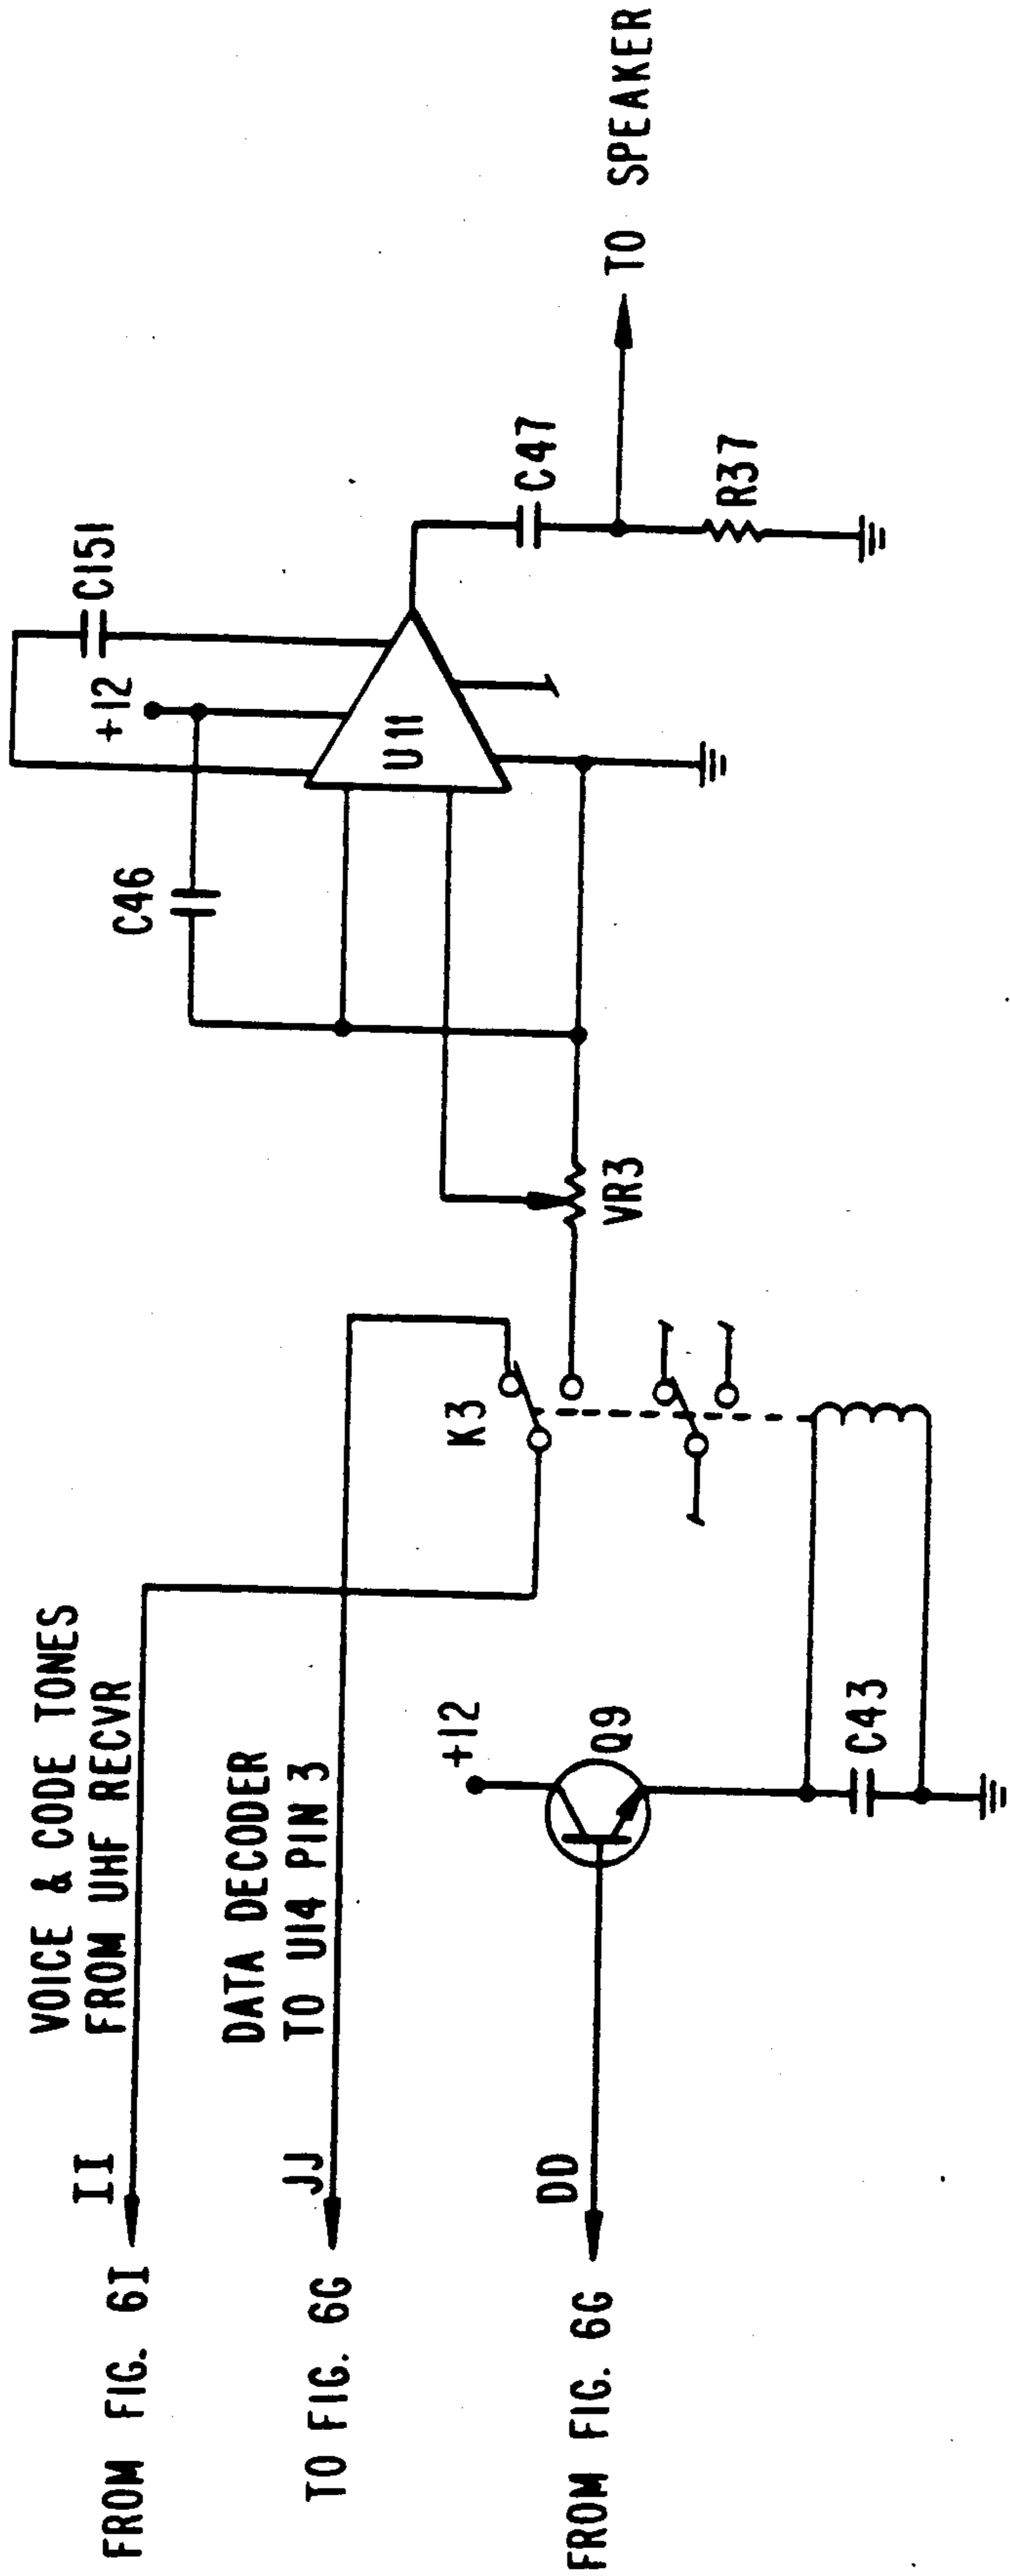 FROM FIG. 6I
II
VOICE & CODE TONES
FROM UHF RECVR
TO FIG. 6G
JJ
DATA DECODER
TO U14 PIN 3
FROM FIG. 6G
DD
+12
Q9
C43
K3
VR3
C46
+12
C151
U11
C47
R37
TO SPEAKER